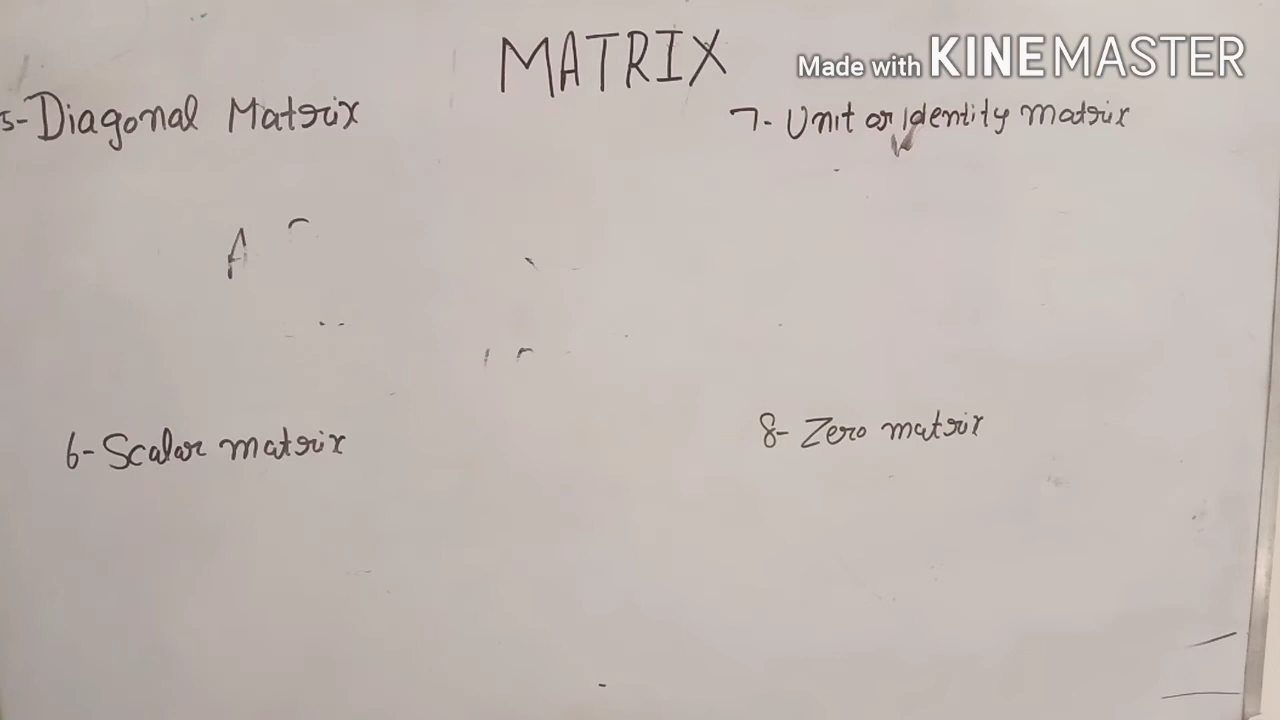 MATRIX
Made with KINEMASTER
5- Diagonal Matrix
7- Unit or Identity matrix
A
6- Scalar matrix
8- Zero matrix